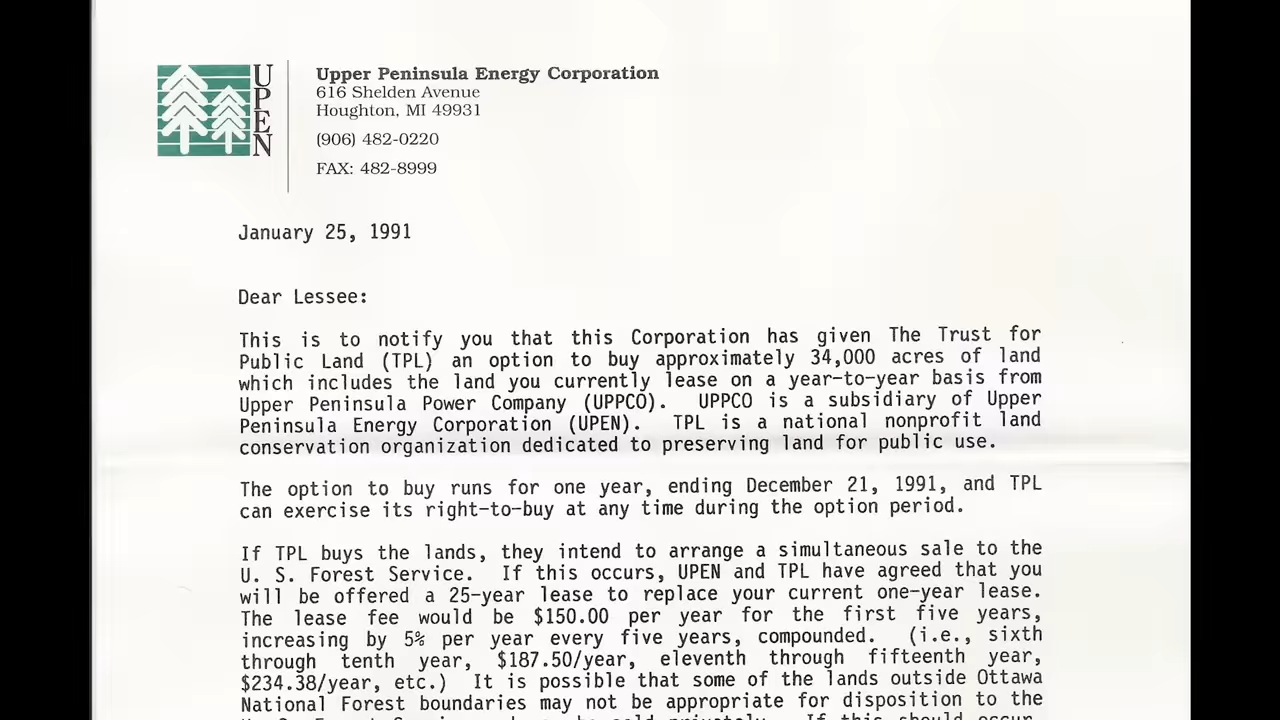 UPEN
Upper Peninsula Energy Corporation
616 Shelden Avenue
Houghton, MI 49931
(906) 482-0220
FAX: 482-8999
January 25, 1991
Dear Lessee:
This is to notify you that this Corporation has given The Trust for
Public Land (TPL) an option to buy approximately 34,000 acres of land
which includes the land you currently lease on a year-to-year basis from
Upper Peninsula Power Company (UPPCO). UPPCO is a subsidiary of Upper
Peninsula Energy Corporation (UPEN). TPL is a national nonprofit land
conservation organization dedicated to preserving land for public use.
The option to buy runs for one year, ending December 21, 1991, and TPL
can exercise its right-to-buy at any time during the option period.
If TPL buys the lands, they intend to arrange a simultaneous sale to the
U. S. Forest Service. If this occurs, UPEN and TPL have agreed that you
will be offered a 25-year lease to replace your current one-year lease.
The lease fee would be $150.00 per year for the first five years,
increasing by 5% per year every five years, compounded. (i.e., sixth
through tenth year, $187.50/year, eleventh through fifteenth year,
$234.38/year, etc.) It is possible that some of the lands outside Ottawa
National Forest boundaries may not be appropriate for disposition to the